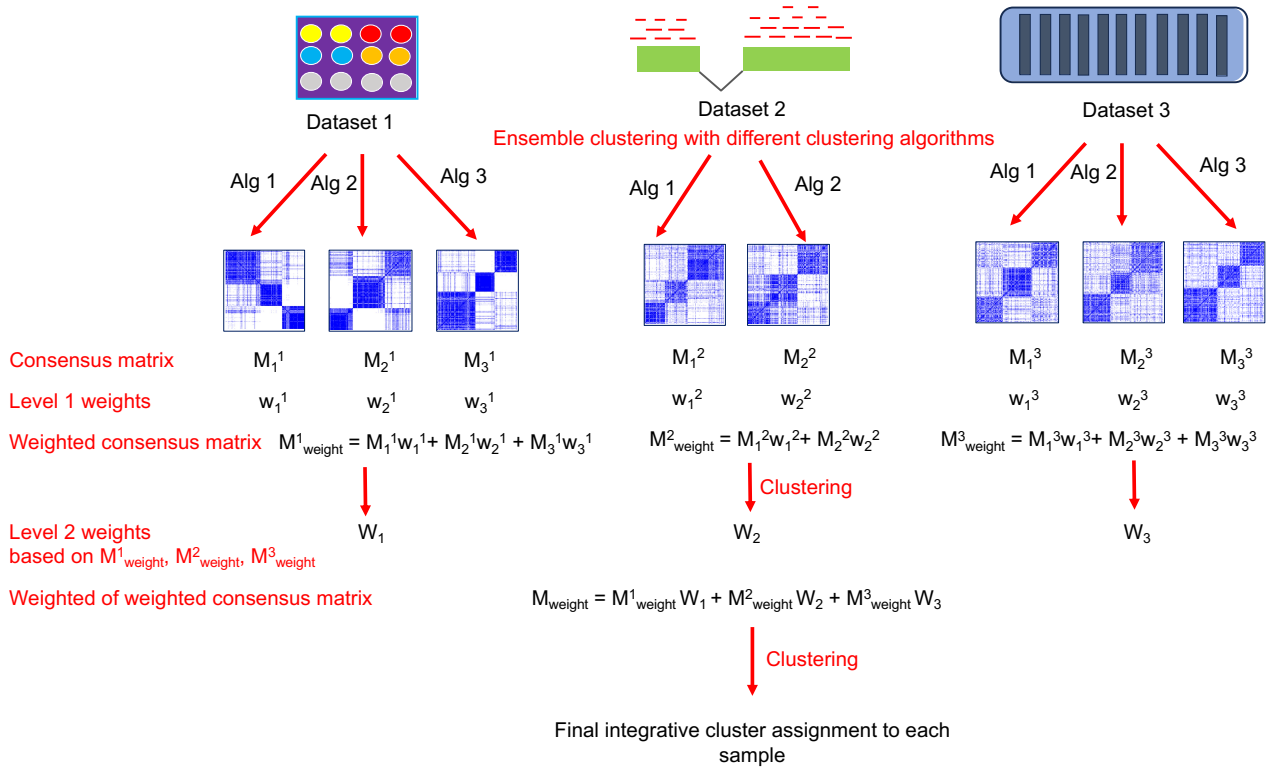 Dataset 1
Dataset 2
Dataset 3
Ensemble clustering with different clustering algorithms
Alg 1 Alg 2 Alg 3
Alg 1 Alg 2
Alg 1 Alg 2 Alg 3
Consensus matrix M₁¹ M₂¹ M₃¹ M₁² M₂² M₁³ M₂³ M₃³
Level 1 weights w₁¹ w₂¹ w₃¹ w₁² w₂² w₁³ w₂³ w₃³
Weighted consensus matrix M¹weight = M₁¹w₁¹+ M₂¹w₂¹ + M₃¹w₃¹ M²weight = M₁²w₁²+ M₂²w₂² M³weight = M₁³w₁³+ M₂³w₂³ + M₃³w₃³
Clustering
Level 2 weights W₁ W₂ W₃
based on M¹weight, M²weight, M³weight
Weighted of weighted consensus matrix Mweight = M¹weight W₁ + M²weight W₂ + M³weight W₃
Clustering
Final integrative cluster assignment to each
sample